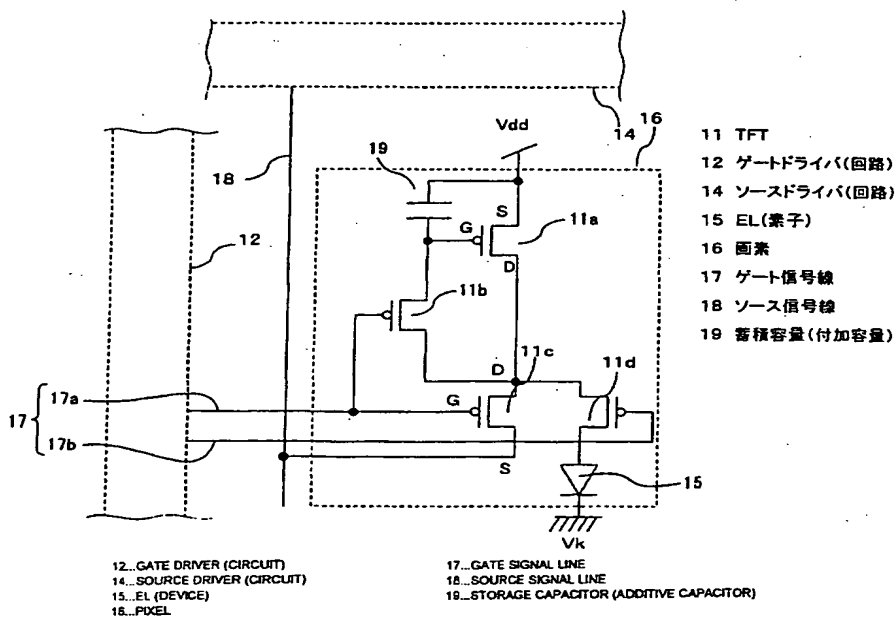 14
16
Vdd
18
19
S
G
11a
D
12
11b
D
11c
11d
17a
G
17
17b
S
15
Vk
11 TFT
12 ゲートドライバ(回路)
14 ソースドライバ(回路)
15 EL(素子)
16 画素
17 ゲート信号線
18 ソース信号線
19 蓄積容量(付加容量)
12...GATE DRIVER (CIRCUIT)
14...SOURCE DRIVER (CIRCUIT)
15...EL (DEVICE)
16...PIXEL
17...GATE SIGNAL LINE
18...SOURCE SIGNAL LINE
19...STORAGE CAPACITOR (ADDITIVE CAPACITOR)